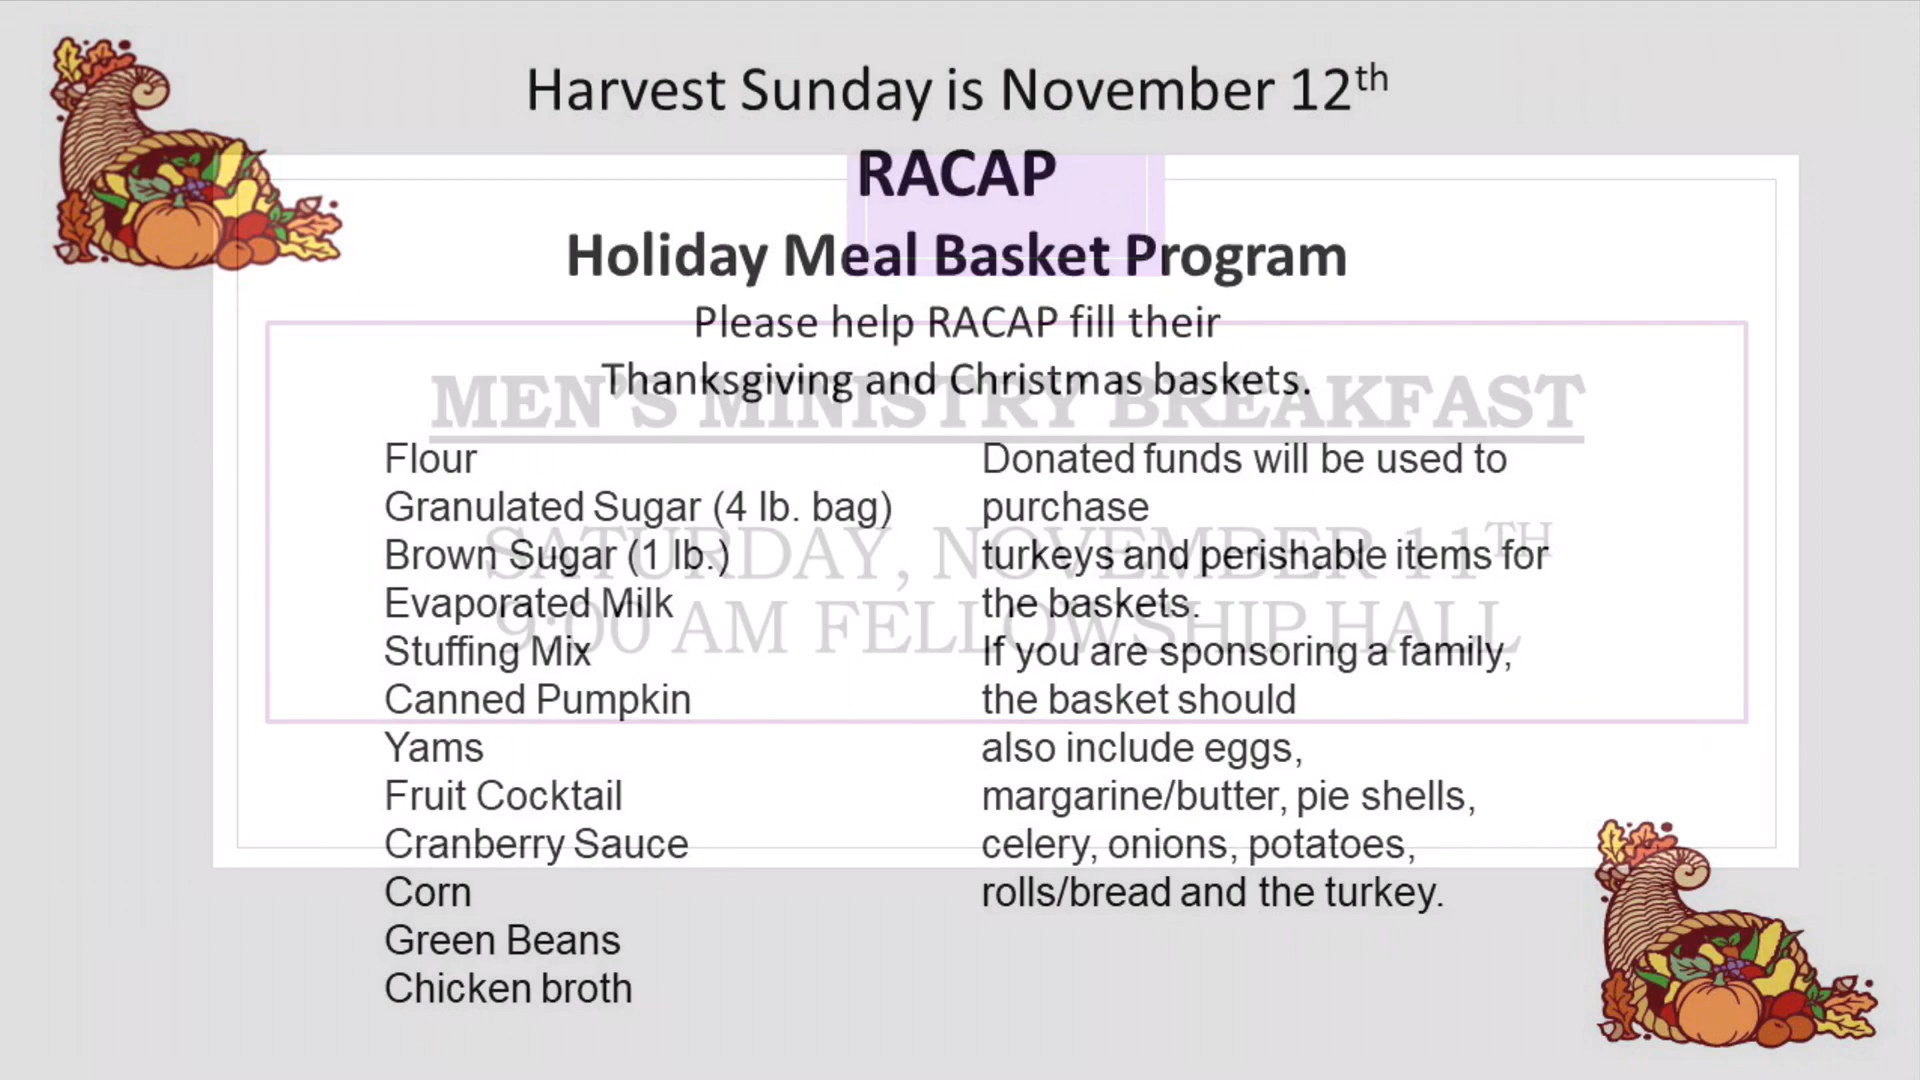 Harvest Sunday is November 12th
RACAP
Holiday Meal Basket Program
Please help RACAP fill their
Thanksgiving and Christmas baskets.
MEN'S MINISTRY BREAKFAST
SATURDAY, NOVEMBER 11TH
9:00 AM FELLOWSHIP HALL
Flour
Granulated Sugar (4 lb. bag)
Brown Sugar (1 lb.)
Evaporated Milk
Stuffing Mix
Canned Pumpkin
Yams
Fruit Cocktail
Cranberry Sauce
Corn
Green Beans
Chicken broth
Donated funds will be used to
purchase
turkeys and perishable items for
the baskets.
If you are sponsoring a family,
the basket should
also include eggs,
margarine/butter, pie shells,
celery, onions, potatoes,
rolls/bread and the turkey.